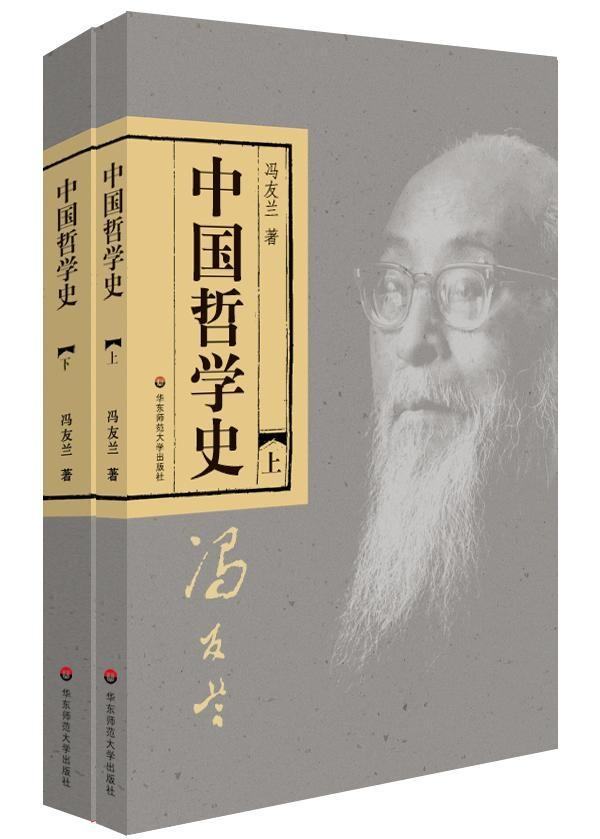 中国哲学史
下
冯友兰 著
华东师范大学出版社
中国哲学史
上
冯友兰 著
华东师范大学出版社
冯友兰 著
中国哲学史
上
华东师范大学出版社
冯友兰